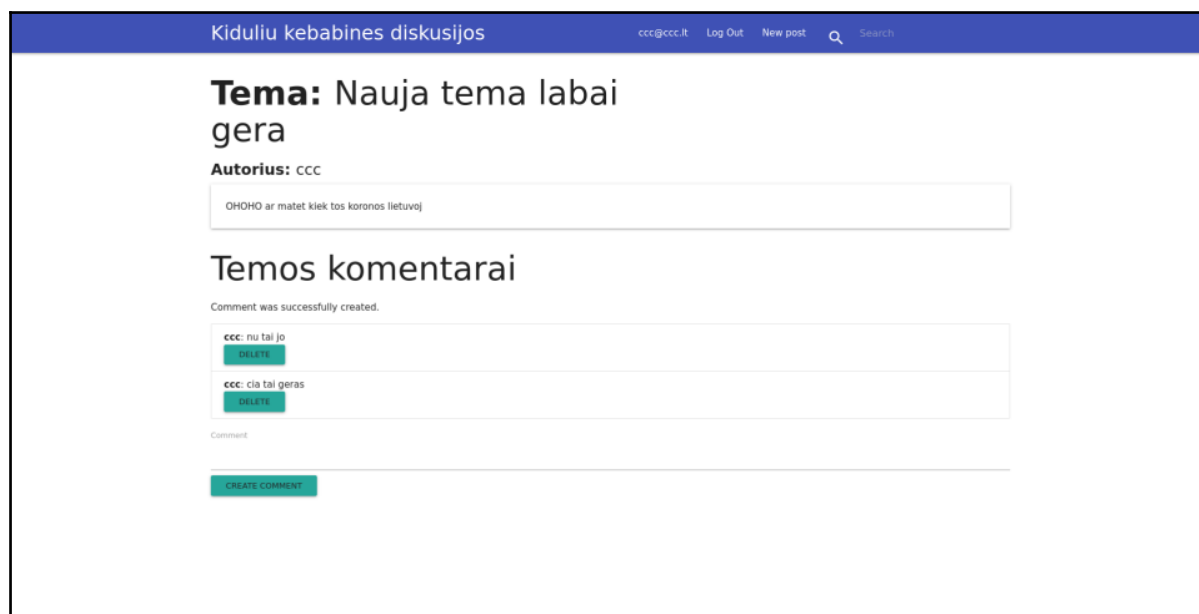 Kiduliu kebabines diskusijos
ccc@ccc.lt Log Out New post Search
Tema: Nauja tema labai
gera
Autorius: ccc
OHOHO ar matet kiek tos koronos lietuvoj
Temos komentarai
Comment was successfully created.
ccc: nu tai jo
DELETE
ccc: cia tai geras
DELETE
Comment
CREATE COMMENT